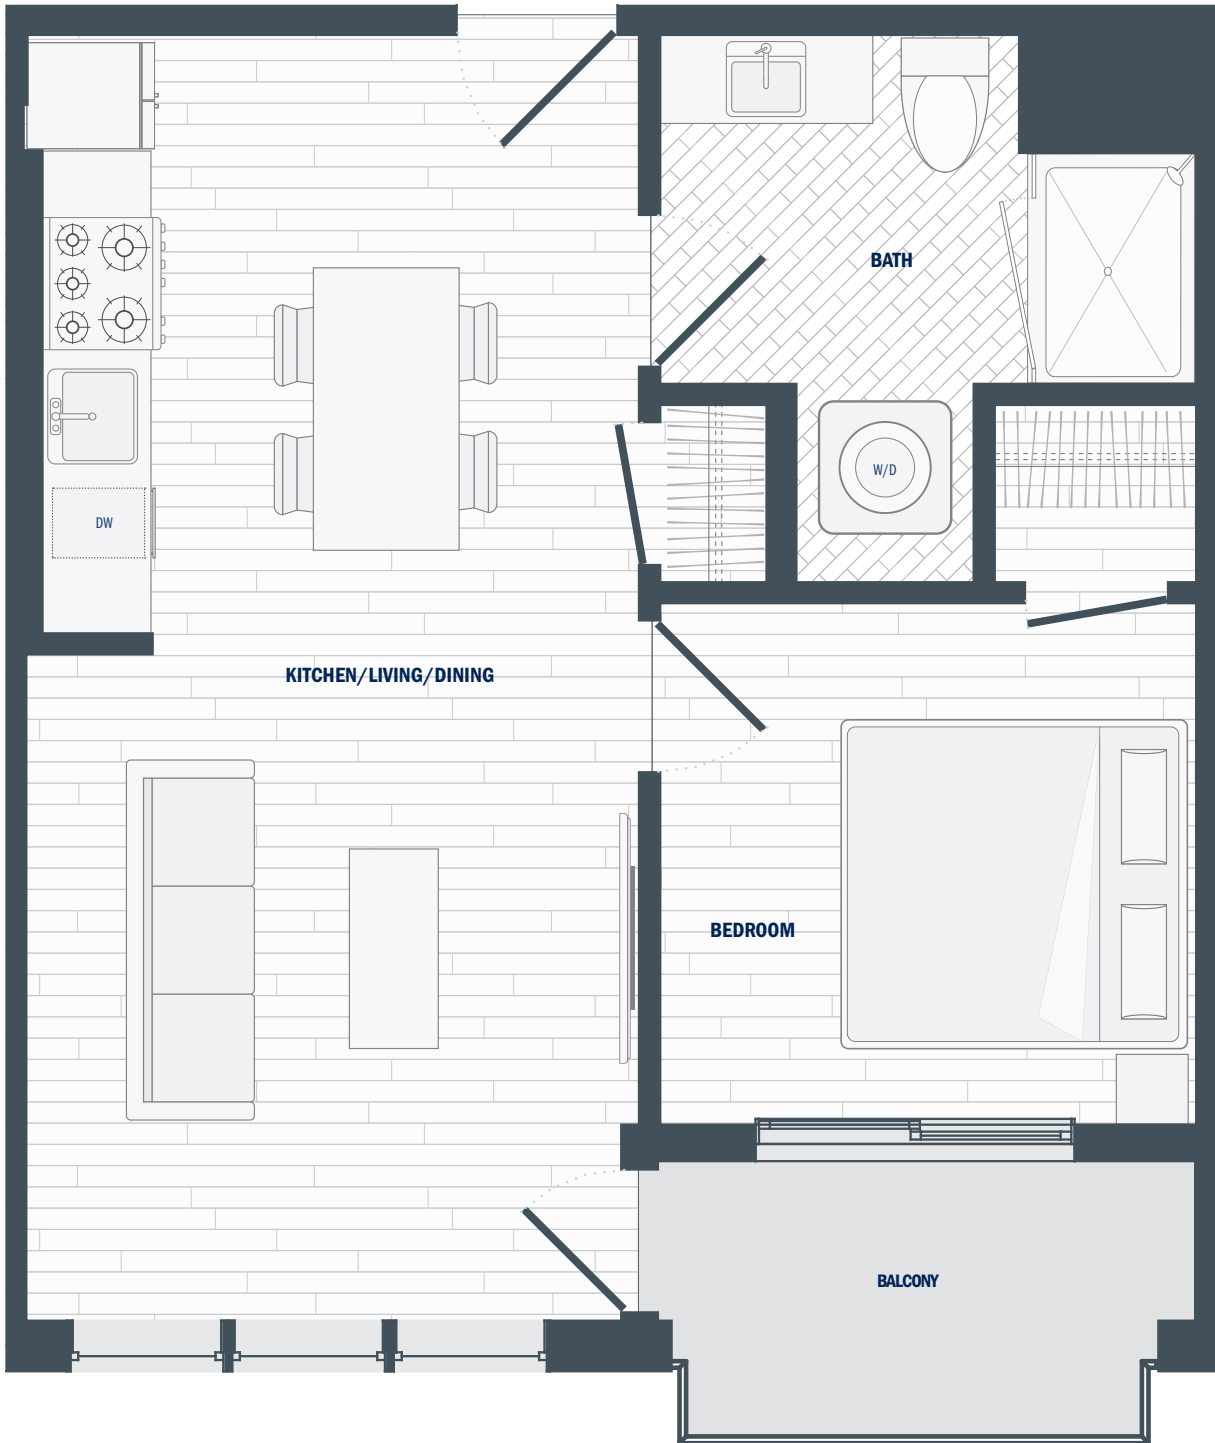 BATH
W/D
DW
KITCHEN/LIVING/DINING
BEDROOM
BALCONY